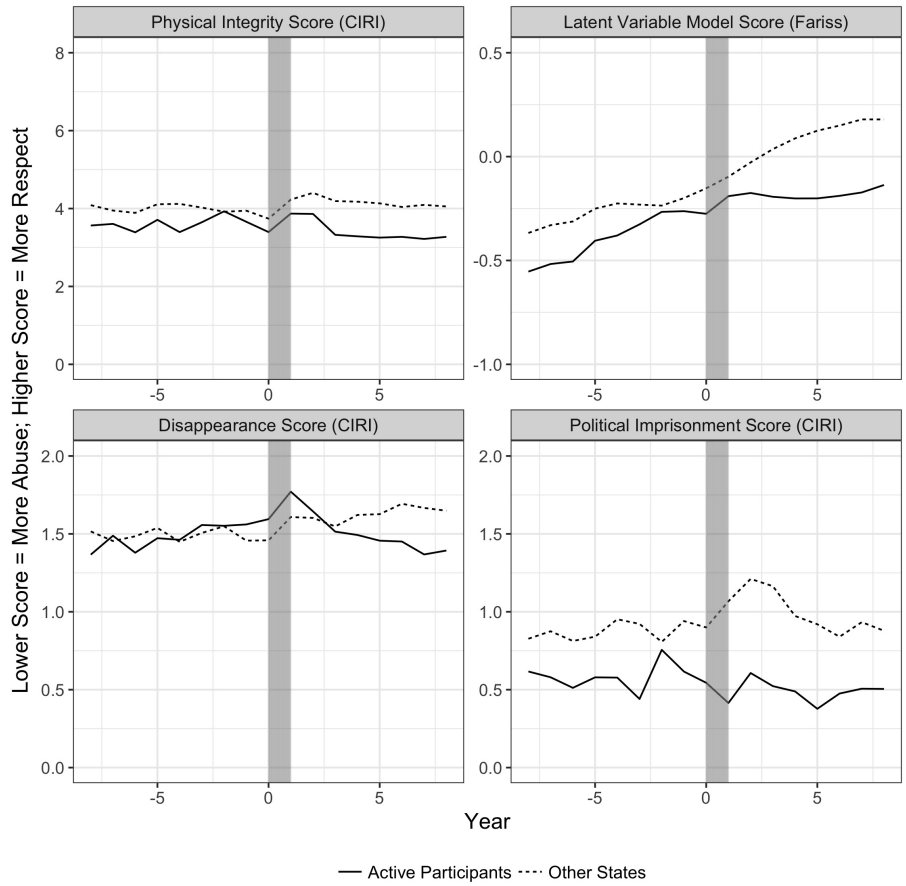 Physical Integrity Score (CIRI)
Latent Variable Model Score (Fariss)
8
6
4
2
0
0.5
0.0
-0.5
-1.0
-5 0 5
-5 0 5
Disappearance Score (CIRI)
Political Imprisonment Score (CIRI)
2.0
1.5
1.0
0.5
0.0
2.0
1.5
1.0
0.5
0.0
-5 0 5
-5 0 5
Lower Score = More Abuse; Higher Score = More Respect
Year
Active Participants
Other States